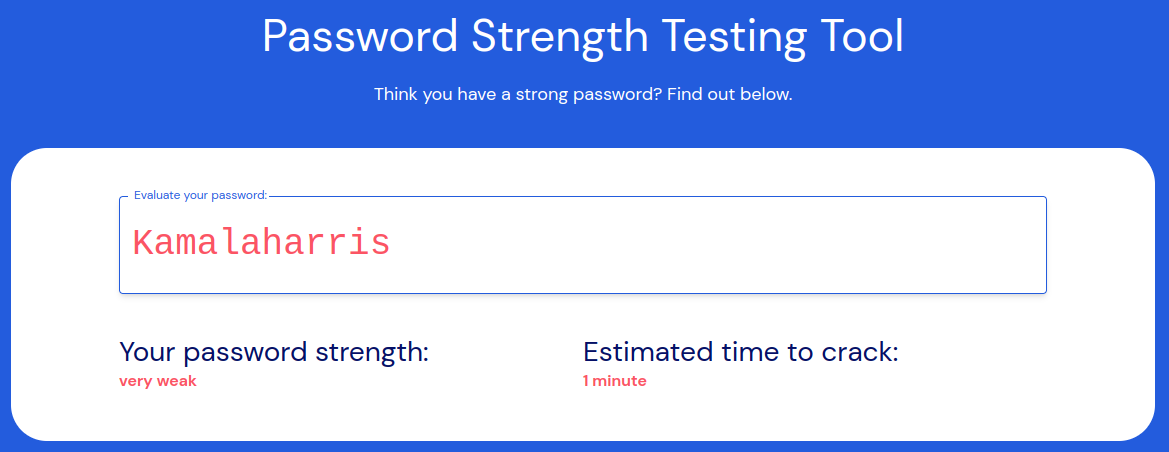 Password Strength Testing Tool
Think you have a strong password? Find out below.
Evaluate your password:
Kamalaharris
Your password strength:
very weak
Estimated time to crack:
1 minute